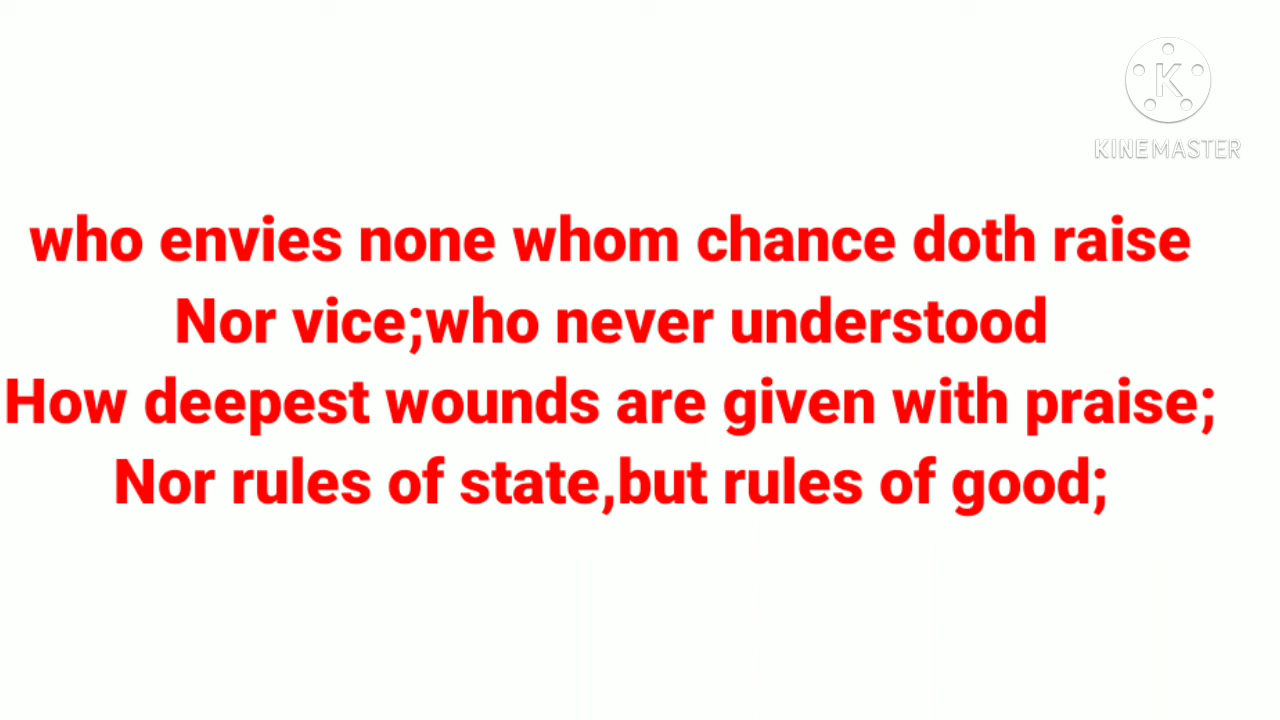 K
KINEMASTER
who envies none whom chance doth raise
Nor vice;who never understood
How deepest wounds are given with praise;
Nor rules of state,but rules of good;